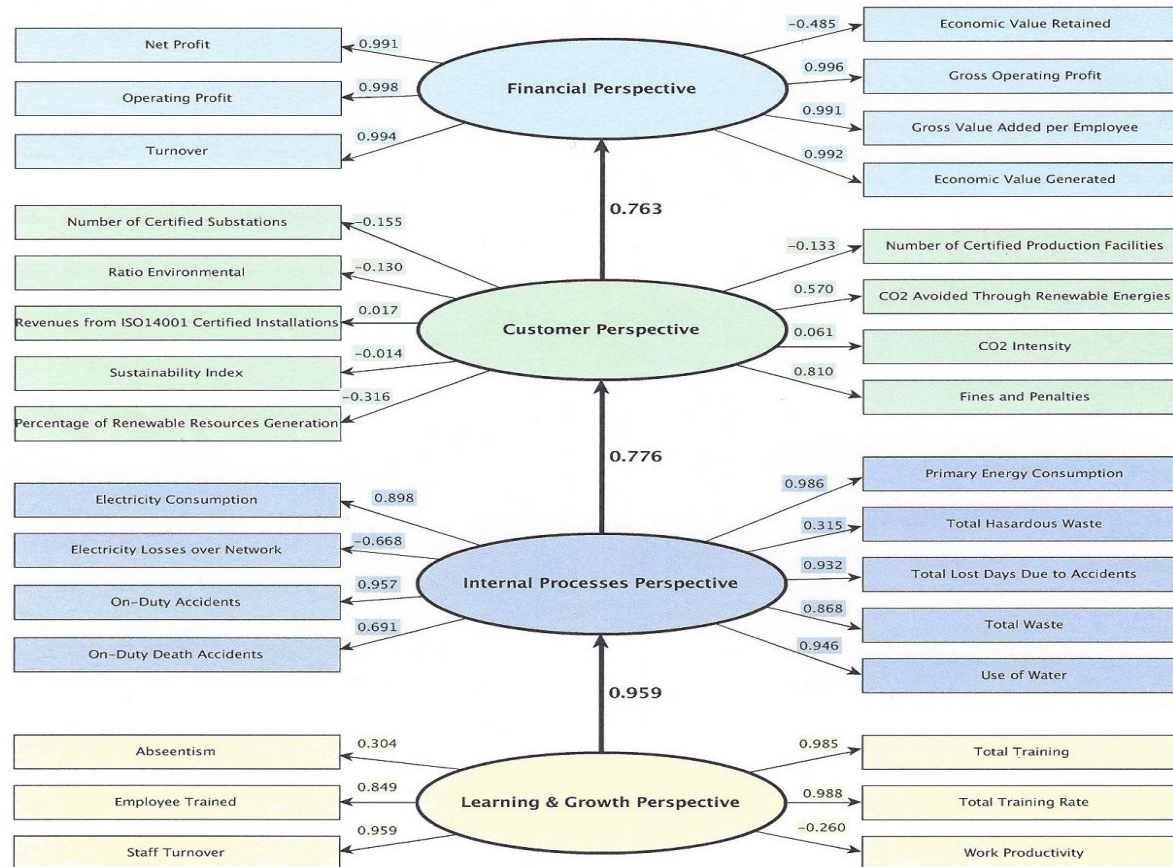 Net Profit
0.991
Operating Profit
0.998
Turnover
0.994
Financial Perspective
-0.485
Economic Value Retained
0.996
Gross Operating Profit
0.991
Gross Value Added per Employee
0.992
Economic Value Generated
0.763
Number of Certified Substations
-0.155
Ratio Environmental
-0.130
Revenues from ISO14001 Certified Installations
0.017
Sustainability Index
-0.014
Percentage of Renewable Resources Generation
-0.316
Customer Perspective
-0.133
Number of Certified Production Facilities
0.570
CO2 Avoided Through Renewable Energies
0.061
CO2 Intensity
0.810
Fines and Penalties
0.776
Electricity Consumption
0.898
Electricity Losses over Network
-0.668
On-Duty Accidents
0.957
On-Duty Death Accidents
0.691
Internal Processes Perspective
0.986
Primary Energy Consumption
0.315
Total Hasardous Waste
0.932
Total Lost Days Due to Accidents
0.868
Total Waste
0.946
Use of Water
0.959
Abseentism
0.304
Employee Trained
0.849
Staff Turnover
0.959
Learning & Growth Perspective
0.985
Total Training
0.988
Total Training Rate
-0.260
Work Productivity